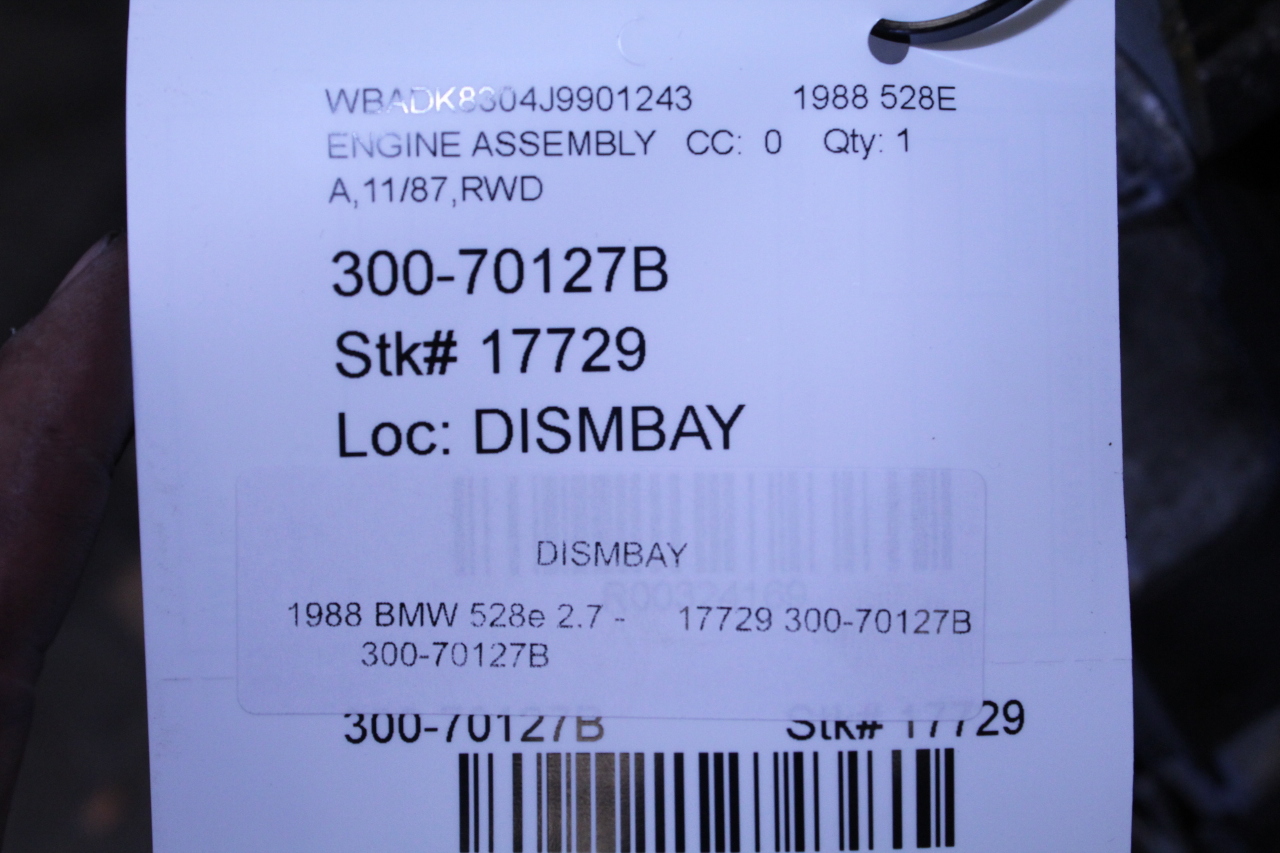 WBADK8304J9901243 1988 528E
ENGINE ASSEMBLY CC: 0 Qty: 1
A,11/87,RWD
300-70127B
Stk# 17729
Loc: DISMBAY
DISMBAY
R00324169
1988 BMW 528e 2.7 - 17729 300-70127B
300-70127B
300-70127B Stk# 17729